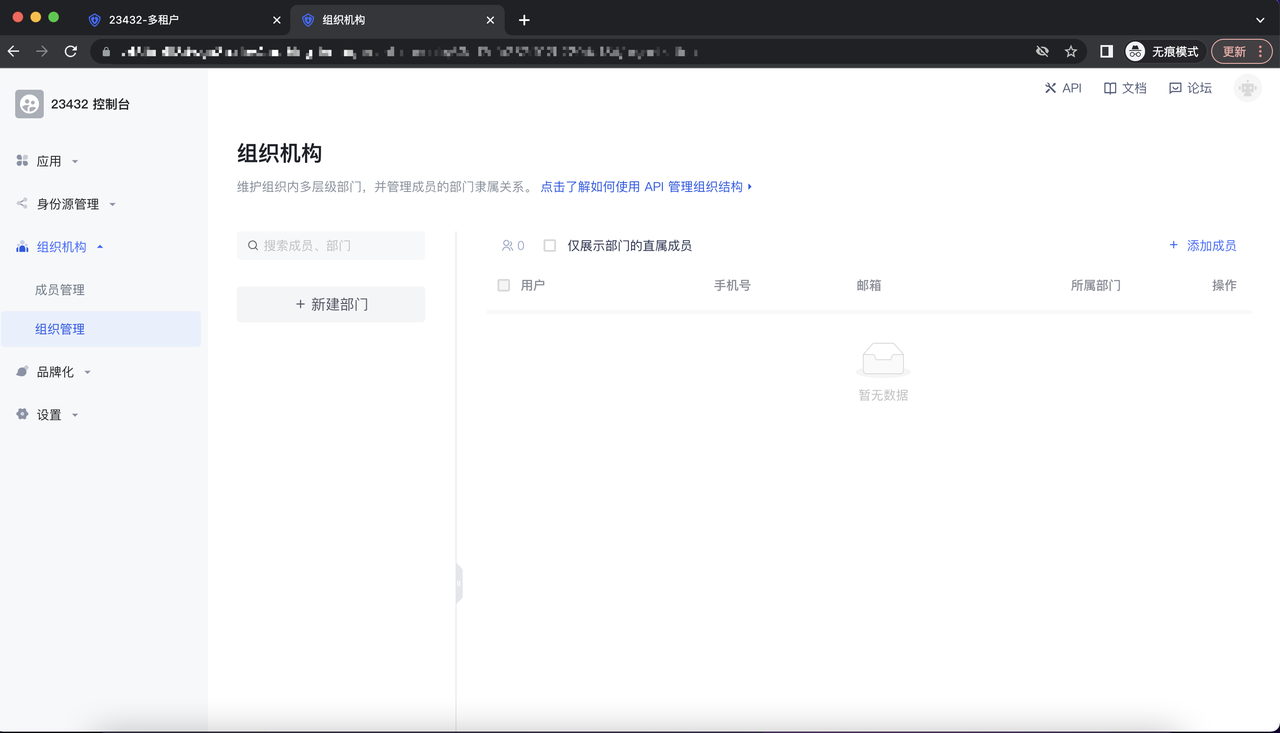 23432-多租户
组织机构
无痕模式
更新
23432 控制台
API
文档
论坛
应用
身份源管理
组织机构
成员管理
组织管理
品牌化
设置
组织机构
维护组织内多层级部门，并管理成员的部门隶属关系。 点击了解如何使用 API 管理组织结构
搜索成员、部门
+ 新建部门
0 仅展示部门的直属成员
+ 添加成员
用户 手机号 邮箱 所属部门 操作
暂无数据